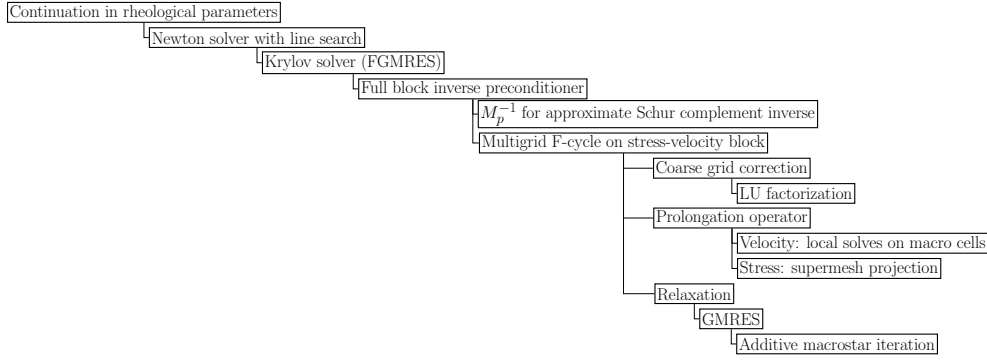 Continuation in rheological parameters
Newton solver with line search
Krylov solver (FGMRES)
Full block inverse preconditioner
$M_p^{-1}$ for approximate Schur complement inverse
Multigrid F-cycle on stress-velocity block
Coarse grid correction
LU factorization
Prolongation operator
Velocity: local solves on macro cells
Stress: supermesh projection
Relaxation
GMRES
Additive macrostar iteration